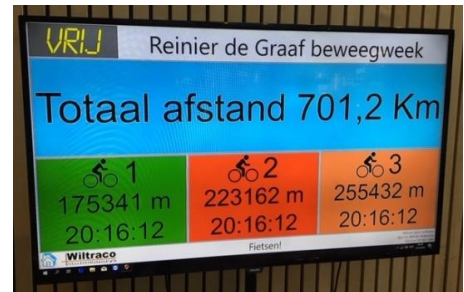 VRIJ
Reinier de Graaf beweegweek
Totaal afstand 701,2 Km
1
175341 m
20:16:12
2
223162 m
20:16:12
3
255432 m
20:16:12
Wiltraco
Fietsen!